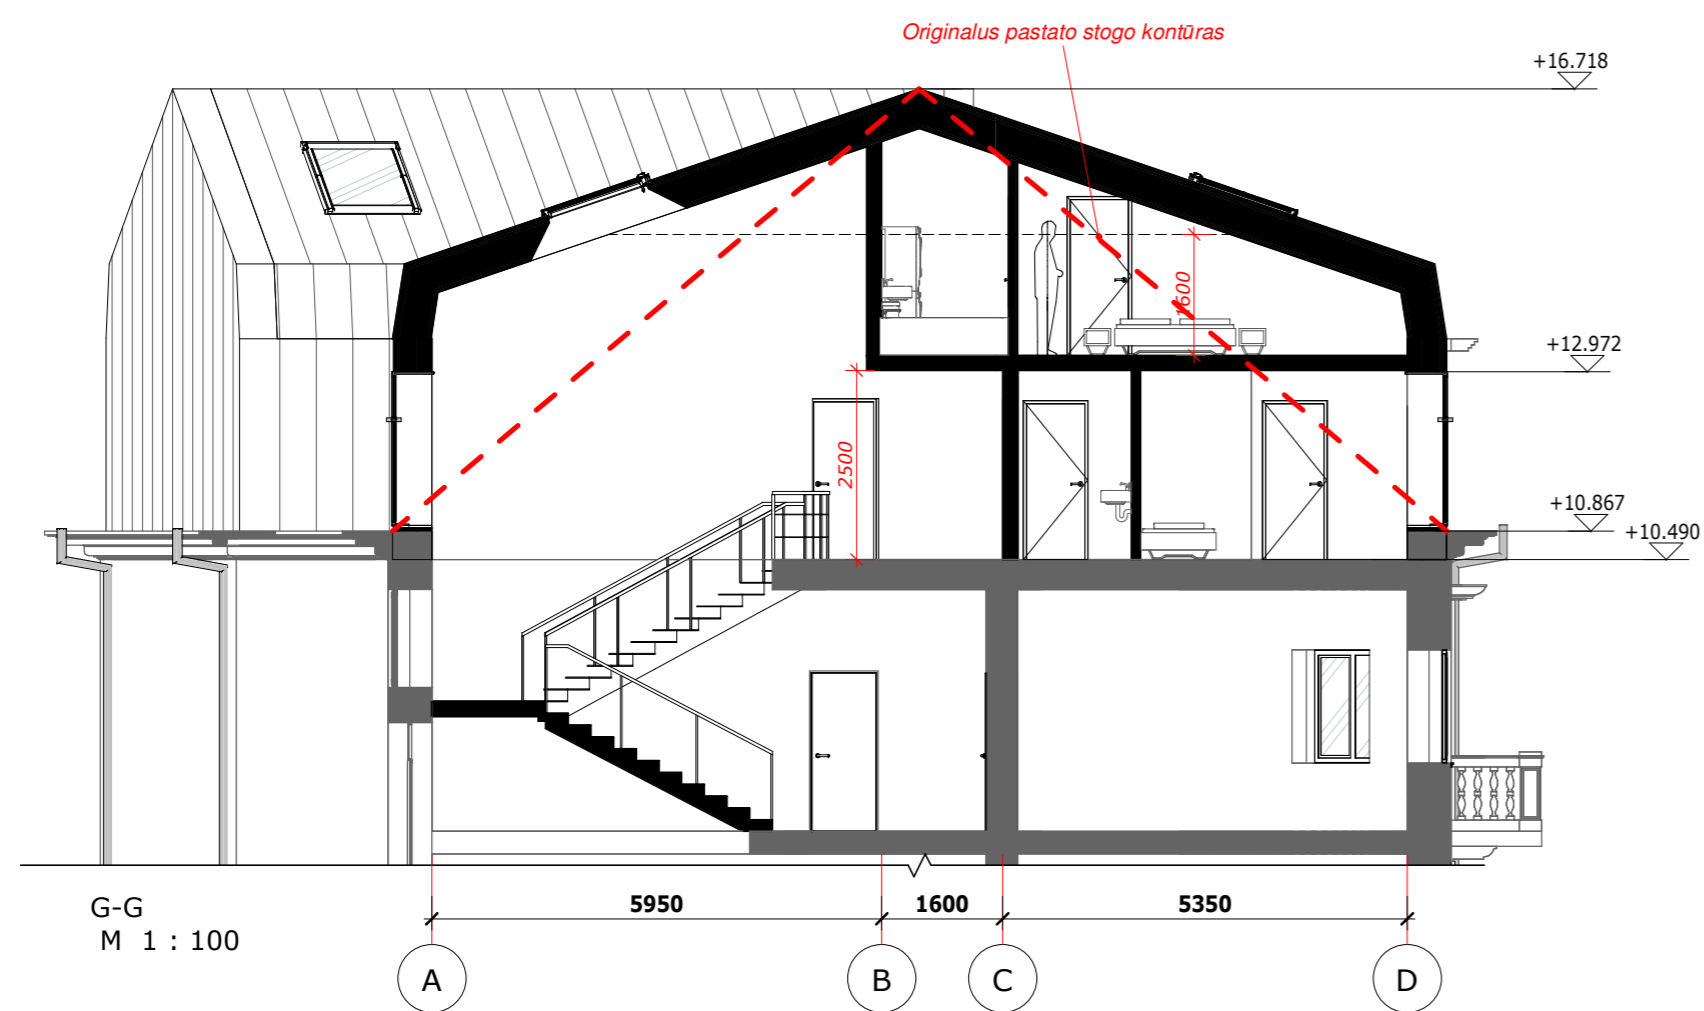 Originalus pastato stogo kontūras
+16.718
+12.972
1600
2500
+10.867
+10.490
5950
1600
5350
G-G
M 1 : 100
A
B
C
D